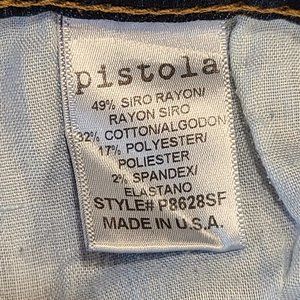 pistola
49% SIRO RAYON/
RAYON SIRO
32% COTTON/ALGODON
17% POLYESTER/
POLIESTER
2% SPANDEX/
ELASTANO
STYLE# P8628SF
MADE IN U.S.A.